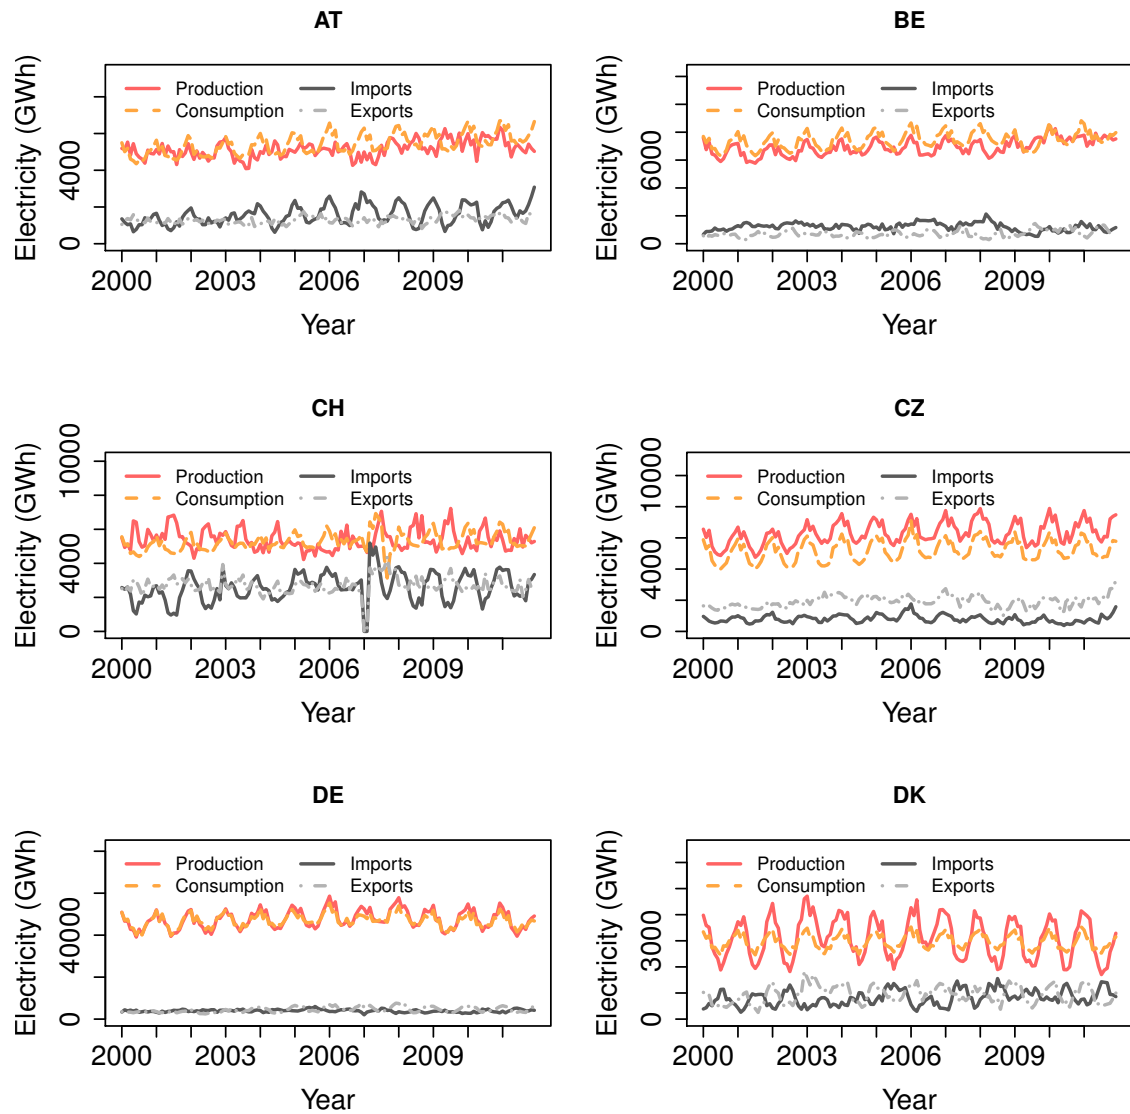 AT
Electricity (GWh)
0 4000
Production Imports
Consumption Exports
2000 2003 2006 2009
Year
BE
Electricity (GWh)
0 6000
Production Imports
Consumption Exports
2000 2003 2006 2009
Year
CH
Electricity (GWh)
0 4000 10000
Production Imports
Consumption Exports
2000 2003 2006 2009
Year
CZ
Electricity (GWh)
0 4000 10000
Production Imports
Consumption Exports
2000 2003 2006 2009
Year
DE
Electricity (GWh)
0 40000
Production Imports
Consumption Exports
2000 2003 2006 2009
Year
DK
Electricity (GWh)
0 3000
Production Imports
Consumption Exports
2000 2003 2006 2009
Year